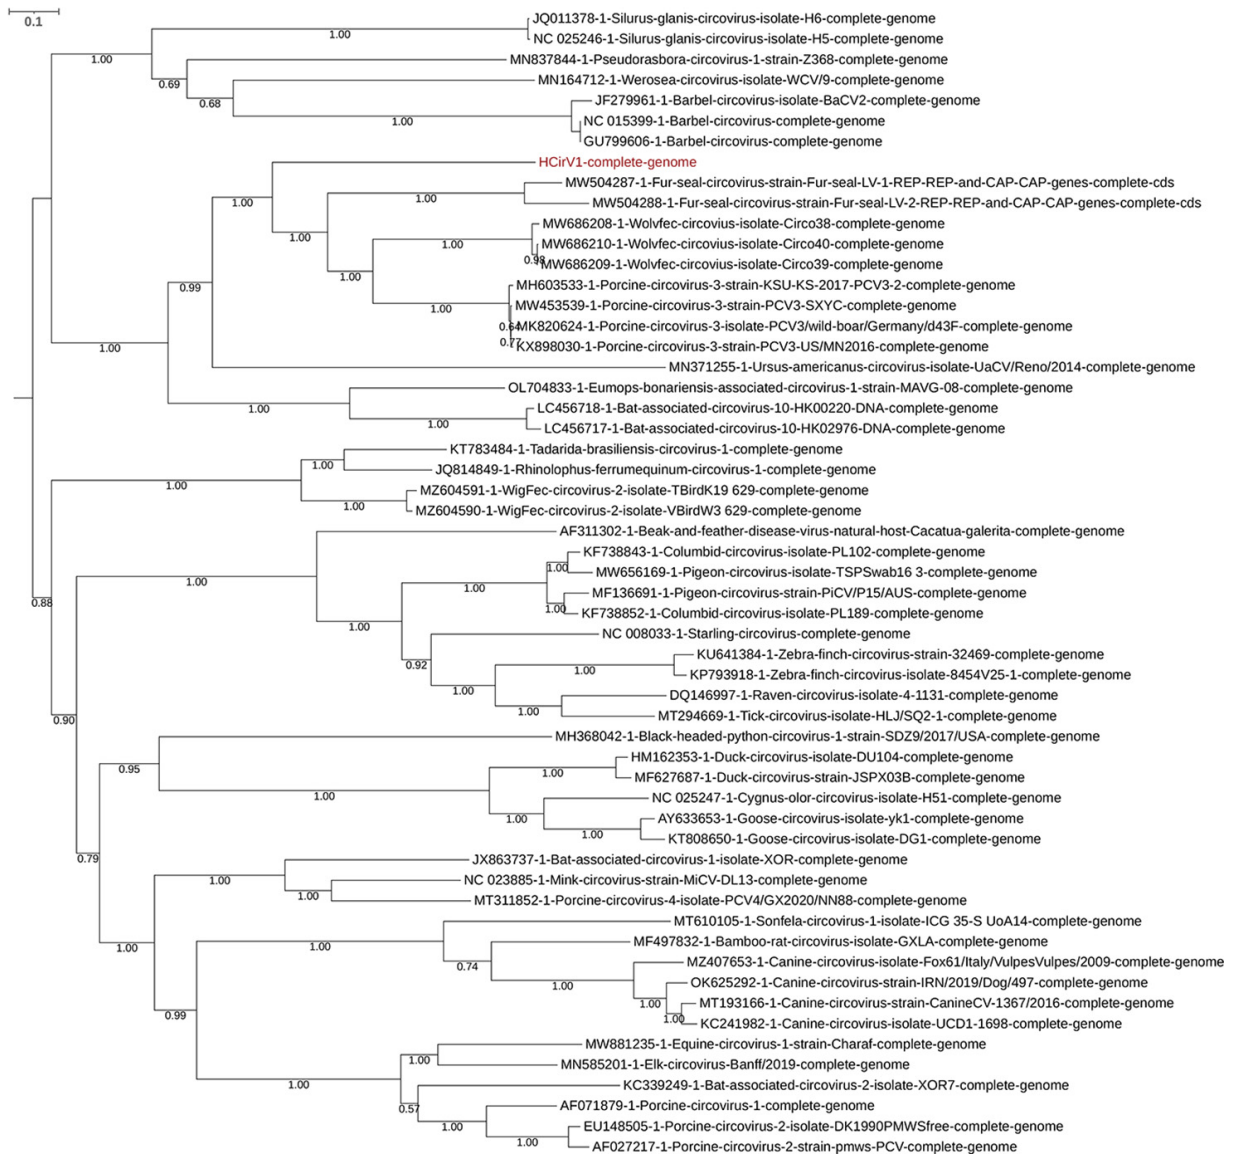 0.1
JQ011378-1-Silurus-glanis-circovirus-isolate-H6-complete-genome
1.00
NC 025246-1-Silurus-glanis-circovirus-isolate-H5-complete-genome
1.00
MN837844-1-Pseudorasbora-circovirus-1-strain-Z368-complete-genome
0.69
MN164712-1-Werosea-circovirus-isolate-WCV/9-complete-genome
0.68
JF279961-1-Barbel-circovirus-isolate-BaCV2-complete-genome
1.00
NC 015399-1-Barbel-circovirus-complete-genome
GU799606-1-Barbel-circovirus-complete-genome
HCirV1-complete-genome
MW504287-1-Fur-seal-circovirus-strain-Fur-seal-LV-1-REP-REP-and-CAP-CAP-genes-complete-cds
1.00
1.00
MW504288-1-Fur-seal-circovirus-strain-Fur-seal-LV-2-REP-REP-and-CAP-CAP-genes-complete-cds
MW686208-1-Wolvfec-circovius-isolate-Circo38-complete-genome
1.00
1.00
MW686210-1-Wolvfec-circovius-isolate-Circo40-complete-genome
0.98
MW686209-1-Wolvfec-circovius-isolate-Circo39-complete-genome
1.00
0.99
MH603533-1-Porcine-circovirus-3-strain-KSU-KS-2017-PCV3-2-complete-genome
1.00
MW453539-1-Porcine-circovirus-3-strain-PCV3-SXYC-complete-genome
0.64
MK820624-1-Porcine-circovirus-3-isolate-PCV3/wild-boar/Germany/d43F-complete-genome
0.77
KX898030-1-Porcine-circovirus-3-strain-PCV3-US/MN2016-complete-genome
1.00
MN371255-1-Ursus-americanus-circovirus-isolate-UaCV/Reno/2014-complete-genome
OL704833-1-Eumops-bonariensis-associated-circovirus-1-strain-MAVG-08-complete-genome
1.00
LC456718-1-Bat-associated-circovirus-10-HK00220-DNA-complete-genome
1.00
LC456717-1-Bat-associated-circovirus-10-HK02976-DNA-complete-genome
KT783484-1-Tadarida-brasiliensis-circovirus-1-complete-genome
1.00
JQ814849-1-Rhinolophus-ferrumequinum-circovirus-1-complete-genome
1.00
MZ604591-1-WigFec-circovirus-2-isolate-TBirdK19 629-complete-genome
1.00
MZ604590-1-WigFec-circovirus-2-isolate-VBirdW3 629-complete-genome
AF311302-1-Beak-and-feather-disease-virus-natural-host-Cacatua-galerita-complete-genome
KF738843-1-Columbid-circovirus-isolate-PL102-complete-genome
1.00
MW656169-1-Pigeon-circovirus-isolate-TSPSwab16 3-complete-genome
1.00
1.00
MF136691-1-Pigeon-circovirus-strain-PiCV/P15/AUS-complete-genome
0.88
1.00
KF738852-1-Columbid-circovirus-isolate-PL189-complete-genome
1.00
NC 008033-1-Starling-circovirus-complete-genome
KU641384-1-Zebra-finch-circovirus-strain-32469-complete-genome
0.92
1.00
KP793918-1-Zebra-finch-circovirus-isolate-8454V25-1-complete-genome
1.00
DQ146997-1-Raven-circovirus-isolate-4-1131-complete-genome
1.00
MT294669-1-Tick-circovirus-isolate-HLJ/SQ2-1-complete-genome
0.90
MH368042-1-Black-headed-python-circovirus-1-strain-SDZ9/2017/USA-complete-genome
HM162353-1-Duck-circovirus-isolate-DU104-complete-genome
0.95
1.00
MF627687-1-Duck-circovirus-strain-JSPX03B-complete-genome
1.00
NC 025247-1-Cygnus-olor-circovirus-isolate-H51-complete-genome
1.00
AY633653-1-Goose-circovirus-isolate-yk1-complete-genome
1.00
KT808650-1-Goose-circovirus-isolate-DG1-complete-genome
0.79
JX863737-1-Bat-associated-circovirus-1-isolate-XOR-complete-genome
1.00
NC 023885-1-Mink-circovirus-strain-MiCV-DL13-complete-genome
1.00
MT311852-1-Porcine-circovirus-4-isolate-PCV4/GX2020/NN88-complete-genome
MT610105-1-Sonfela-circovirus-1-isolate-ICG 35-S UoA14-complete-genome
1.00
1.00
MF497832-1-Bamboo-rat-circovirus-isolate-GXLA-complete-genome
0.74
MZ407653-1-Canine-circovirus-isolate-Fox61/Italy/VulpesVulpes/2009-complete-genome
1.00
OK625292-1-Canine-circovirus-strain-IRN/2019/Dog/497-complete-genome
1.00
MT193166-1-Canine-circovirus-strain-CanineCV-1367/2016-complete-genome
0.99
1.00
KC241982-1-Canine-circovirus-isolate-UCD1-1698-complete-genome
MW881235-1-Equine-circovirus-1-strain-Charaf-complete-genome
1.00
MN585201-1-Elk-circovirus-Banff/2019-complete-genome
1.00
KC339249-1-Bat-associated-circovirus-2-isolate-XOR7-complete-genome
0.57
AF071879-1-Porcine-circovirus-1-complete-genome
1.00
EU148505-1-Porcine-circovirus-2-isolate-DK1990PMWSfree-complete-genome
1.00
AF027217-1-Porcine-circovirus-2-strain-pmws-PCV-complete-genome